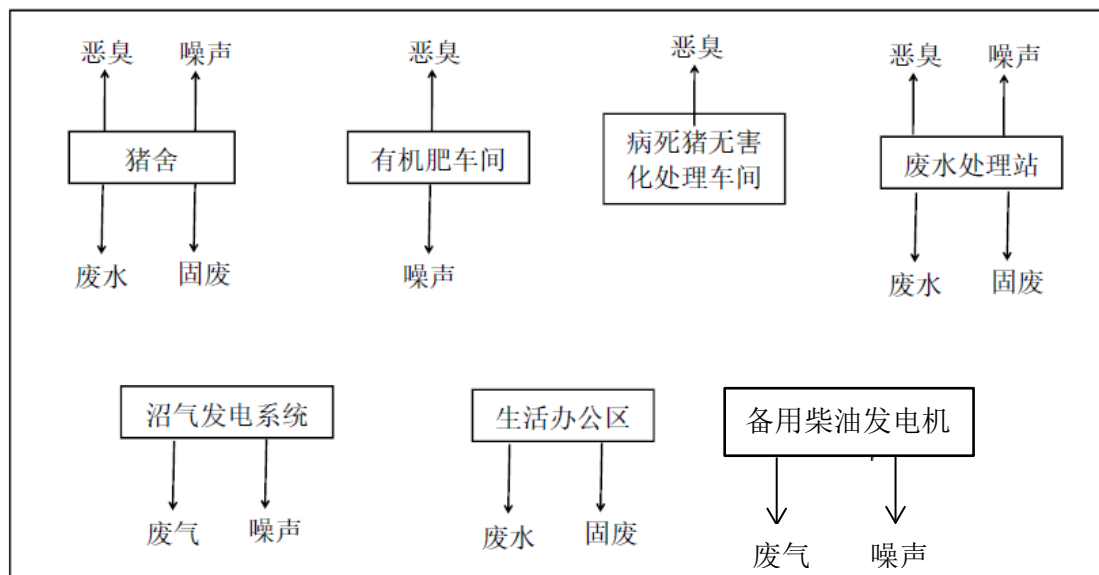 恶臭
噪声
恶臭
恶臭
恶臭
噪声
猪舍
有机肥车间
病死猪无害
化处理车间
废水处理站
废水
固废
噪声
废水
固废
沼气发电系统
生活办公区
备用柴油发电机
废气
噪声
废水
固废
废气
噪声